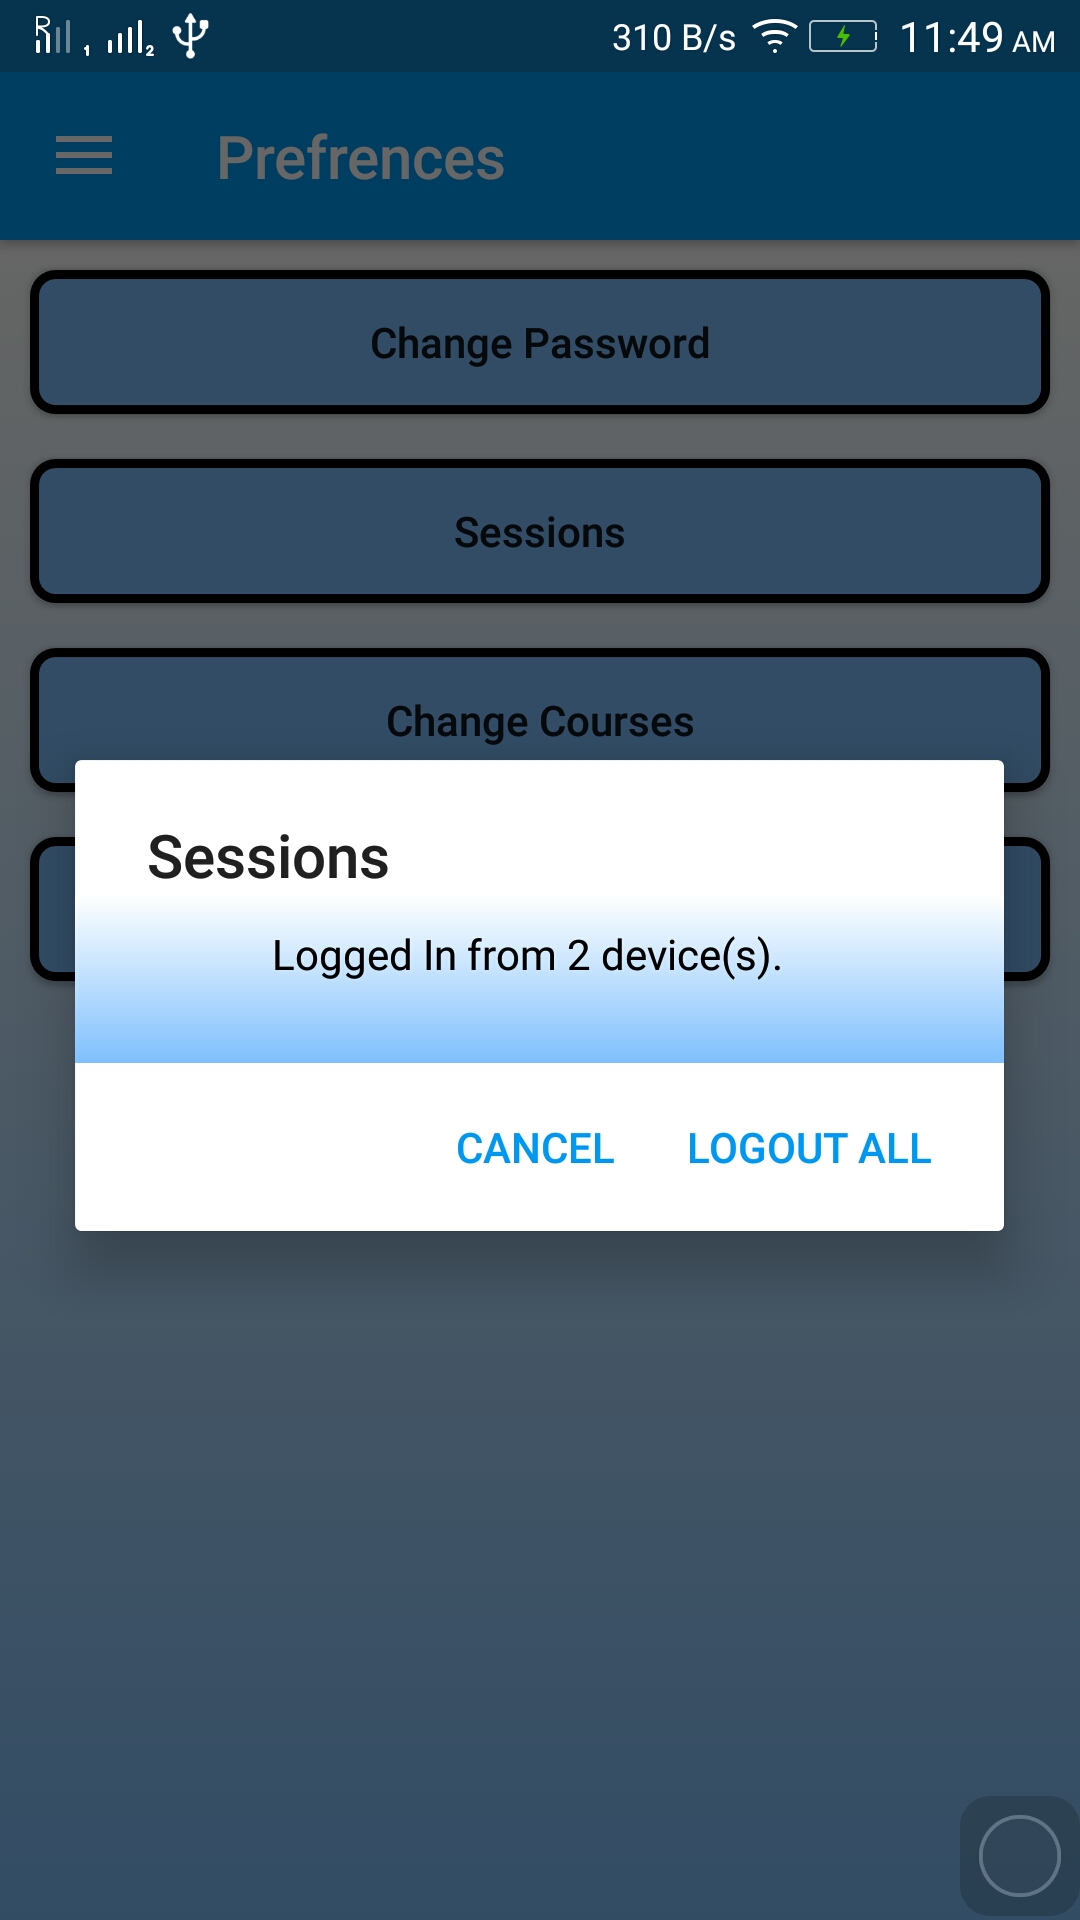 R 1 2 310 B/s 11:49 AM
Prefrences
Change Password
Sessions
Change Courses
Sessions
Logged In from 2 device(s).
CANCEL LOGOUT ALL